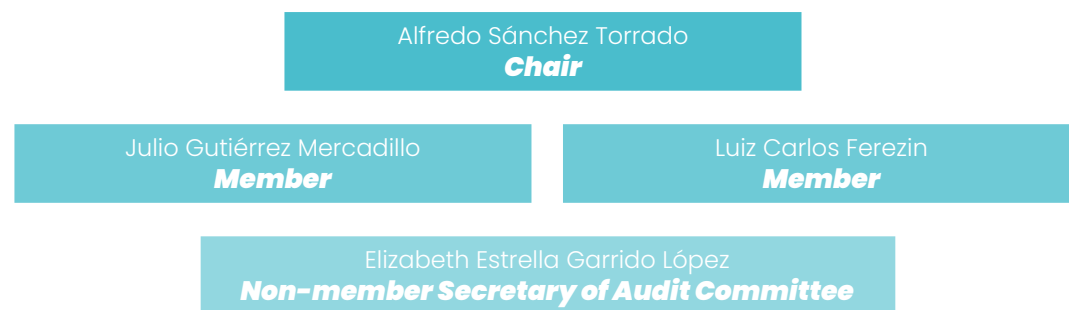 Alfredo Sánchez Torrado
Chair
Julio Gutiérrez Mercadillo
Member
Luiz Carlos Ferezin
Member
Elizabeth Estrella Garrido López
Non-member Secretary of Audit Committee